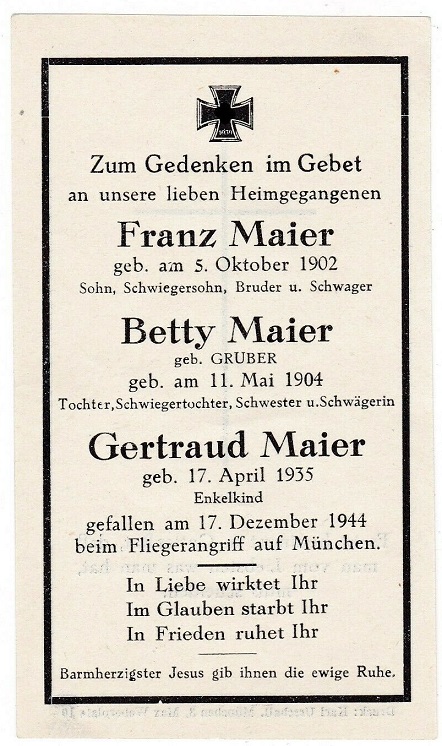 Zum Gedenken im Gebet
an unsere lieben Heimgegangenen
Franz Maier
geb. am 5. Oktober 1902
Sohn, Schwiegersohn, Bruder u. Schwager
Betty Maier
geb. GRUBER
geb. am 11. Mai 1904
Tochter, Schwiegertochter, Schwester u. Schwägerin
Gertraud Maier
geb. 17. April 1935
Enkelkind
gefallen am 17. Dezember 1944
beim Fliegerangriff auf München.
In Liebe wirktet Ihr
Im Glauben starbt Ihr
In Frieden ruhet Ihr
Barmherzigster Jesus gib ihnen die ewige Ruhe.